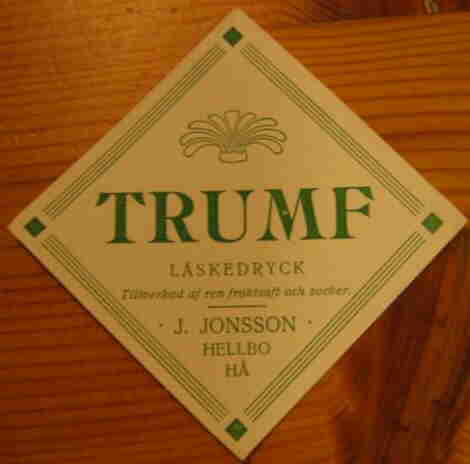 TRUMF
LÄSKEDRYCK
Tillverkad af ren fruktsaft och socker.
· J. JONSSON ·
HELLBO
HÅ